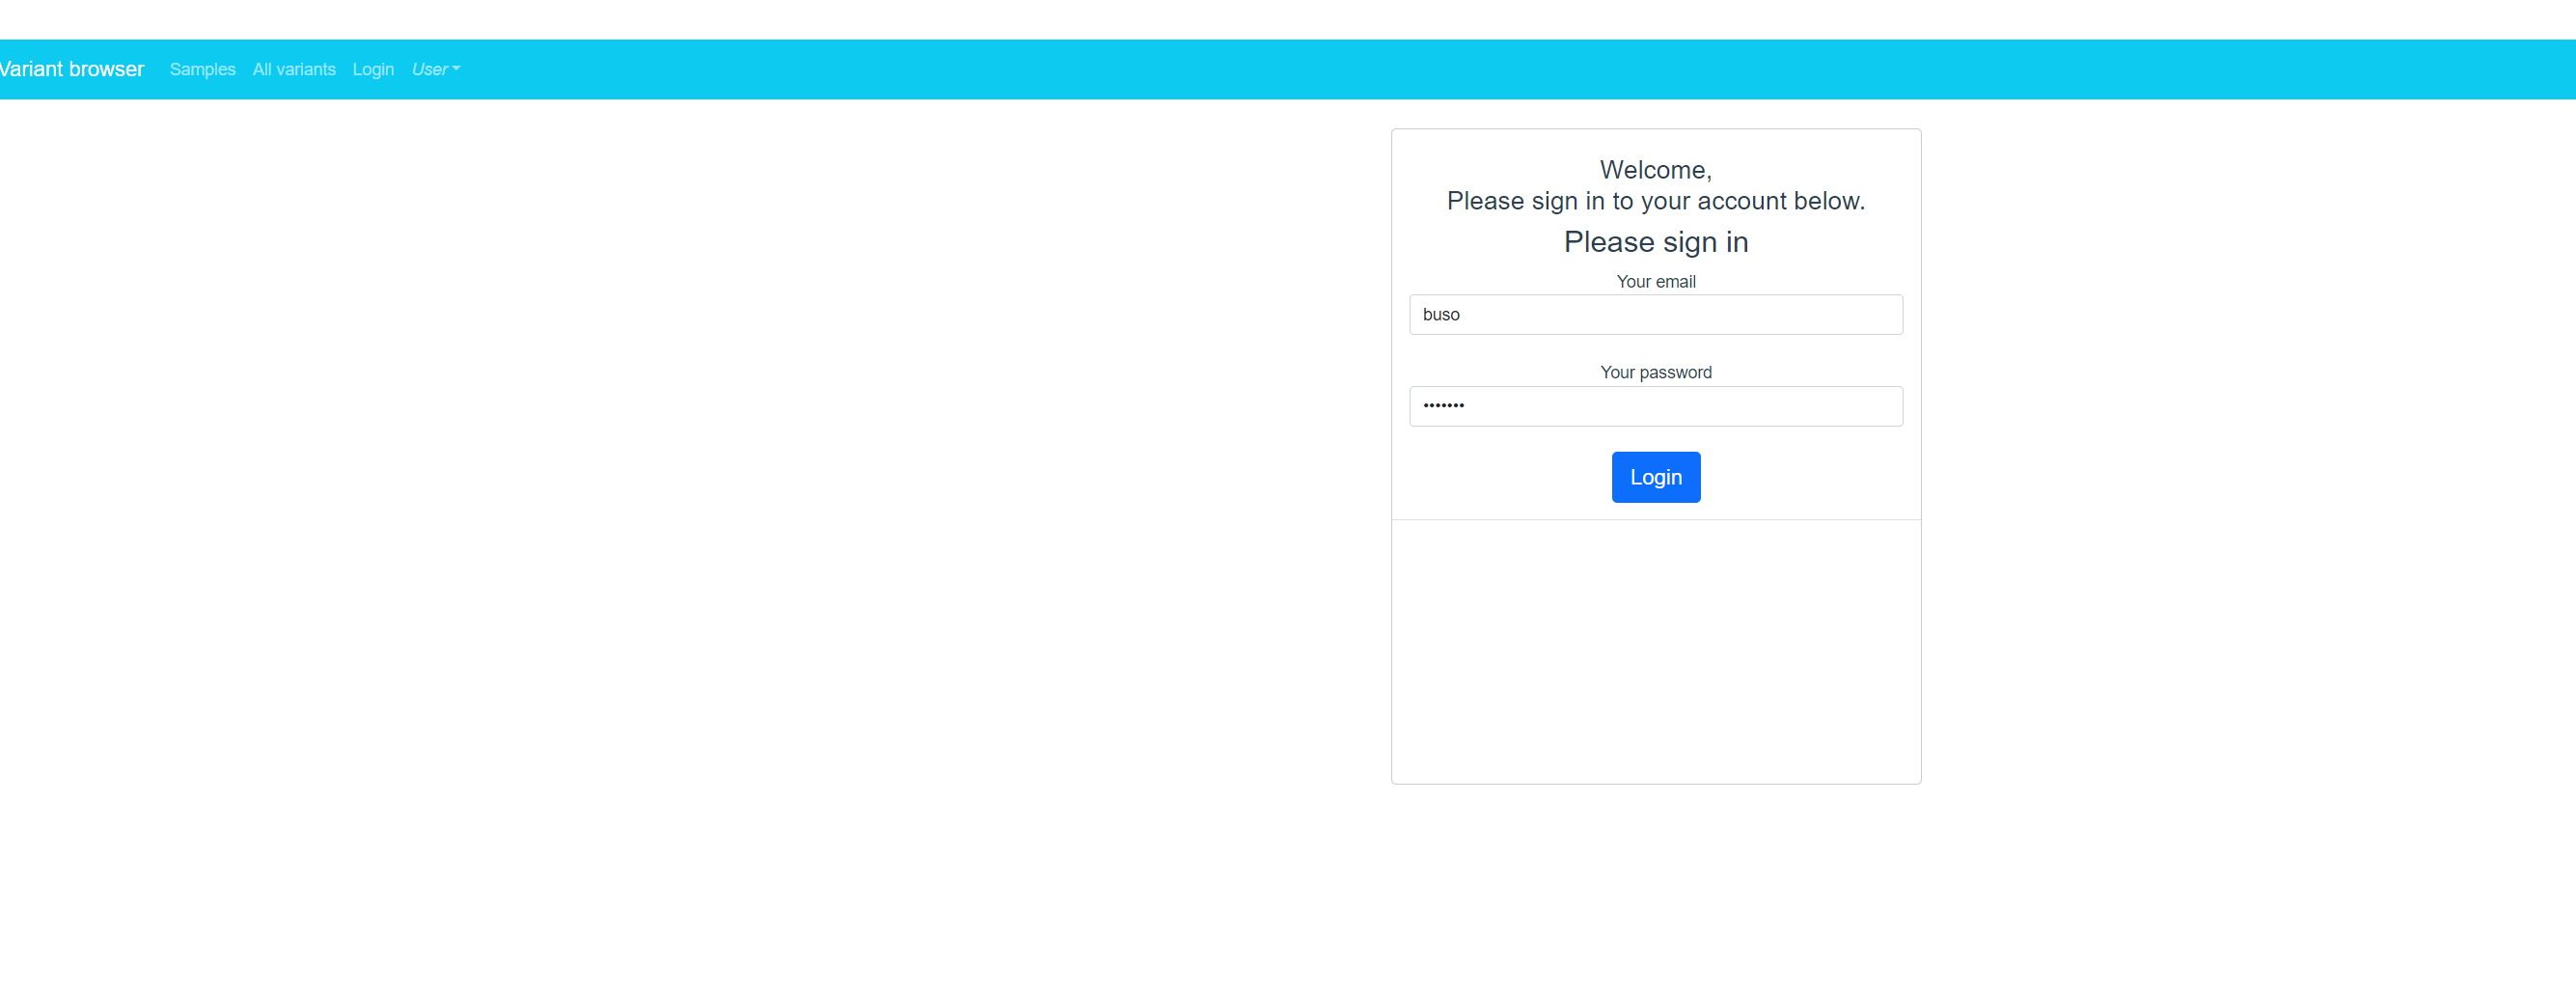 Variant browser Samples All variants Login User
Welcome,
Please sign in to your account below.
Please sign in
Your email
buso
Your password
•••••••
Login